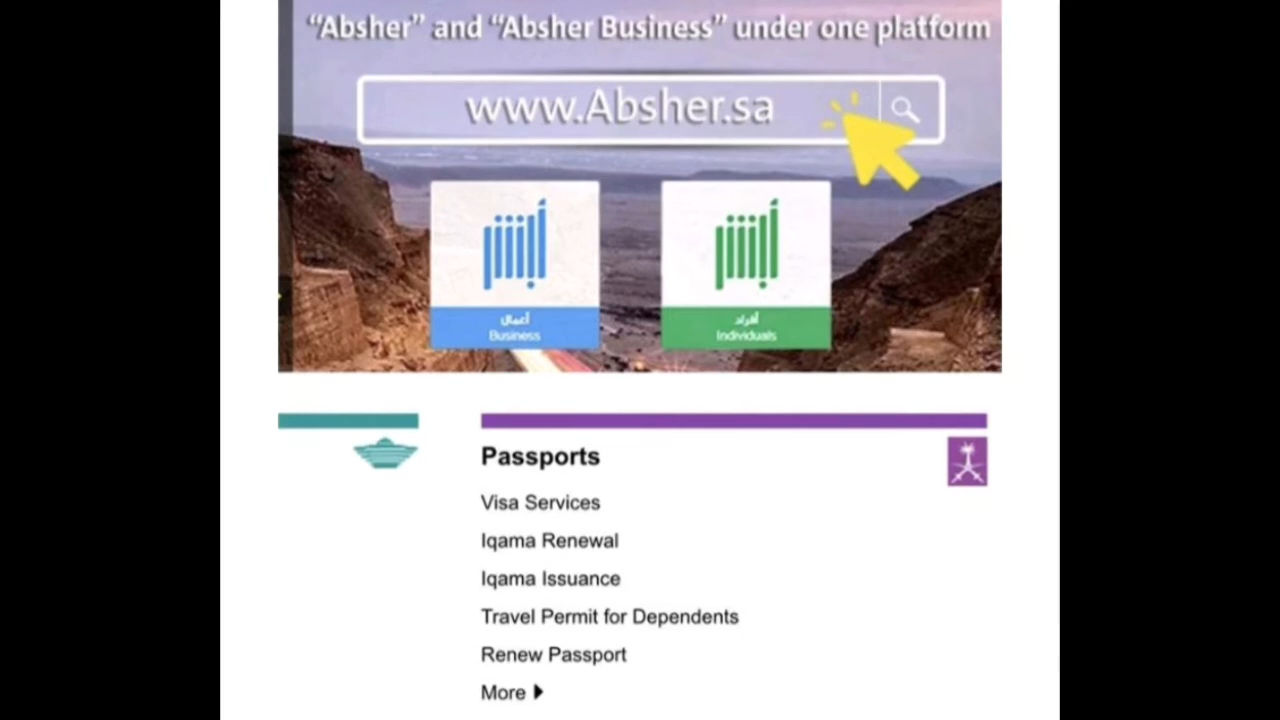 “Absher” and “Absher Business” under one platform
www.Absher.sa
أبشر
أبشر
أعمال
Business
أفراد
Individuals
Passports
Visa Services
Iqama Renewal
Iqama Issuance
Travel Permit for Dependents
Renew Passport
More